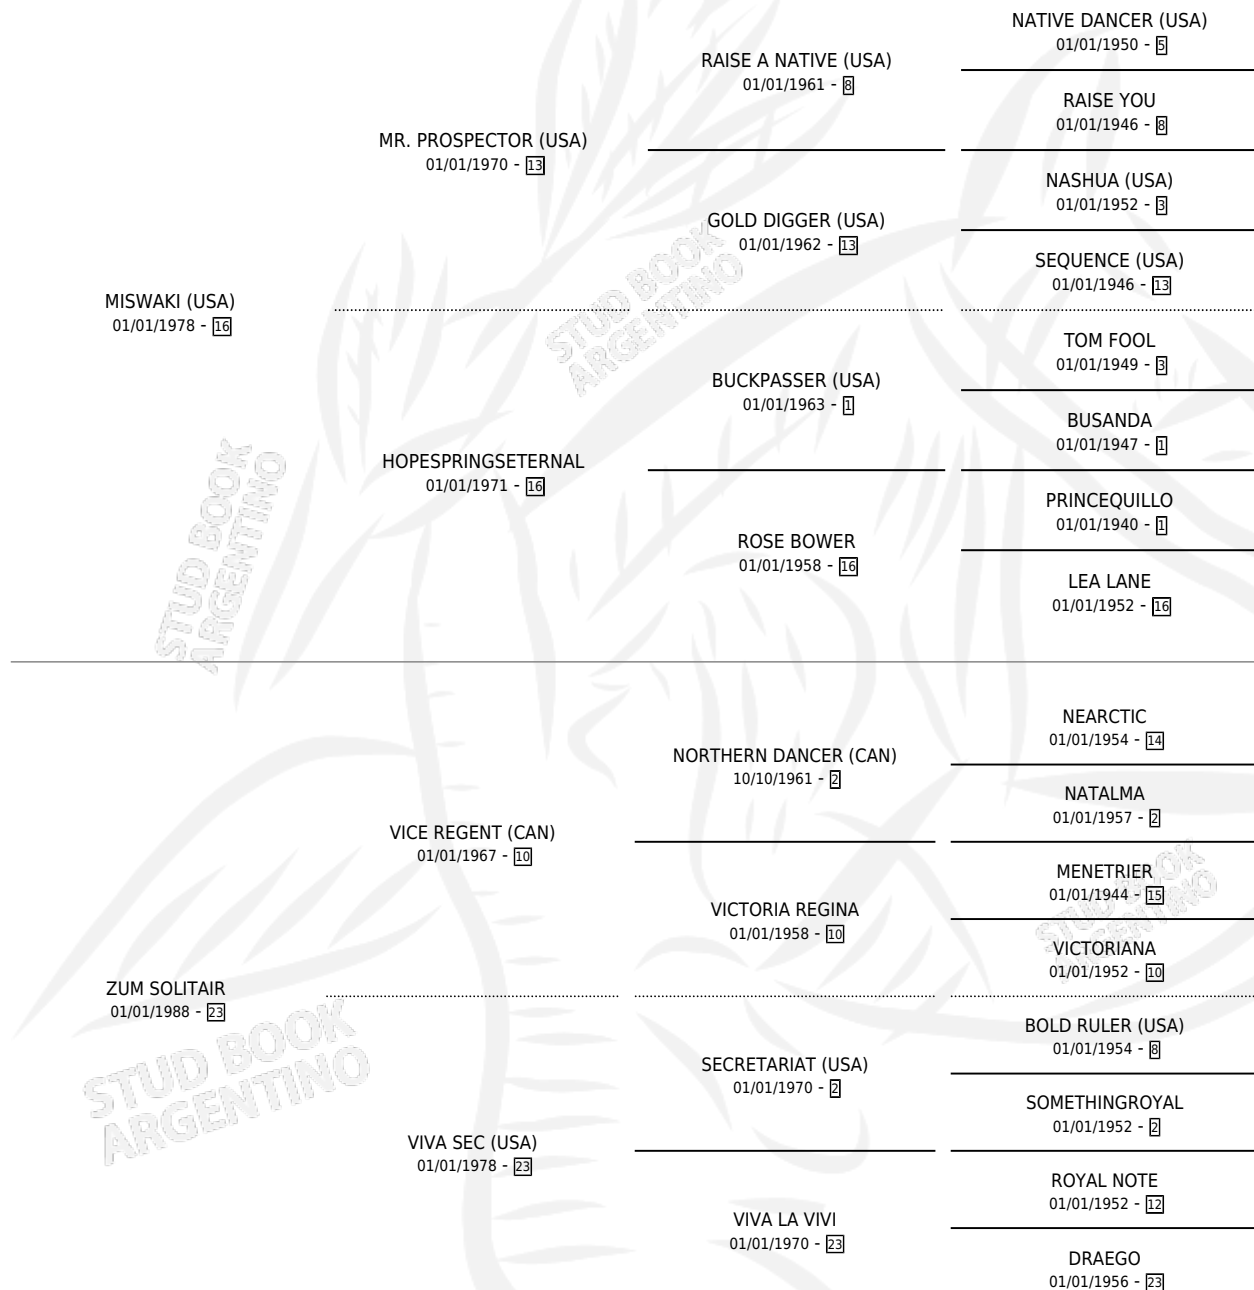 NATIVE DANCER (USA)
01/01/1950 - 5
RAISE A NATIVE (USA)
01/01/1961 - 8
RAISE YOU
01/01/1946 - 8
MR. PROSPECTOR (USA)
01/01/1970 - 13
NASHUA (USA)
01/01/1952 - 3
GOLD DIGGER (USA)
01/01/1962 - 13
SEQUENCE (USA)
01/01/1946 - 13
MISWAKI (USA)
01/01/1978 - 16
STUD BOOK
ARGENTINO
TOM FOOL
01/01/1949 - 3
BUCKPASSER (USA)
01/01/1963 - 1
BUSANDA
01/01/1947 - 1
HOPESPRINGSETERNAL
01/01/1971 - 16
PRINCEQUILLO
01/01/1940 - 1
ROSE BOWER
01/01/1958 - 16
LEA LANE
01/01/1952 - 16
STUD BOOK
ARGENTINO
NEARCTIC
01/01/1954 - 14
NORTHERN DANCER (CAN)
10/10/1961 - 2
NATALMA
01/01/1957 - 2
VICE REGENT (CAN)
01/01/1967 - 10
MENETRIER
01/01/1944 - 15
VICTORIA REGINA
01/01/1958 - 10
STUD BOOK
ARGENTINO
VICTORIANA
01/01/1952 - 10
ZUM SOLITAIR
01/01/1988 - 23
STUD BOOK
ARGENTINO
BOLD RULER (USA)
01/01/1954 - 8
SECRETARIAT (USA)
01/01/1970 - 2
SOMETHINGROYAL
01/01/1952 - 2
VIVA SEC (USA)
01/01/1978 - 23
ROYAL NOTE
01/01/1952 - 12
VIVA LA VIVI
01/01/1970 - 23
DRAEGO
01/01/1956 - 23